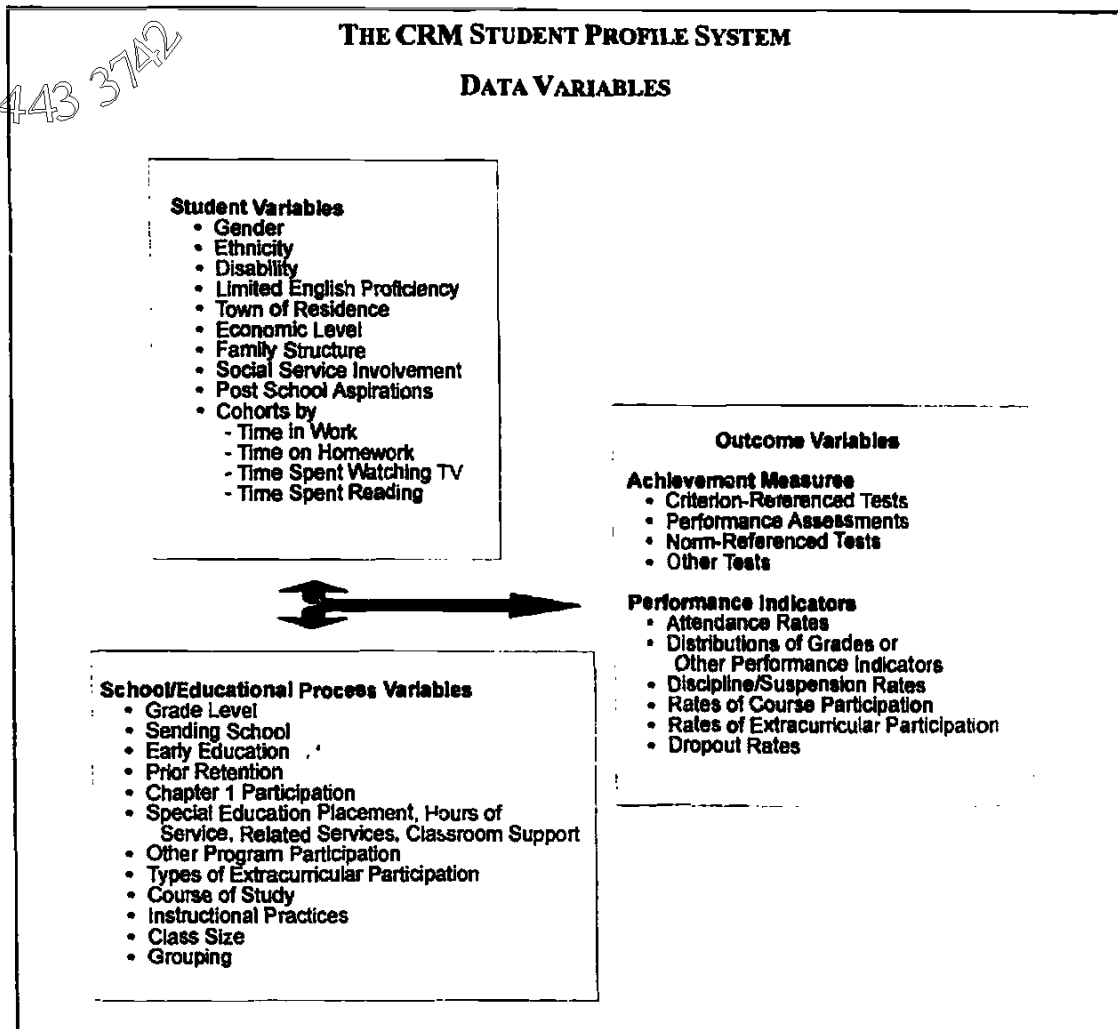 THE CRM STUDENT PROFILE SYSTEM
DATA VARIABLES
443 3742
Student Variables
• Gender
• Ethnicity
• Disability
• Limited English Proficiency
• Town of Residence
• Economic Level
• Family Structure
• Social Service Involvement
• Post School Aspirations
• Cohorts by
- Time in Work
- Time on Homework
- Time Spent Watching TV
- Time Spent Reading
Outcome Variables
Achievement Measures
• Criterion-Referenced Tests
• Performance Assessments
• Norm-Referenced Tests
• Other Tests
Performance Indicators
• Attendance Rates
• Distributions of Grades or
Other Performance Indicators
• Discipline/Suspension Rates
• Rates of Course Participation
• Rates of Extracurricular Participation
• Dropout Rates
School/Educational Process Variables
• Grade Level
• Sending School
• Early Education
• Prior Retention
• Chapter 1 Participation
• Special Education Placement, Hours of
Service, Related Services, Classroom Support
• Other Program Participation
• Types of Extracurricular Participation
• Course of Study
• Instructional Practices
• Class Size
• Grouping